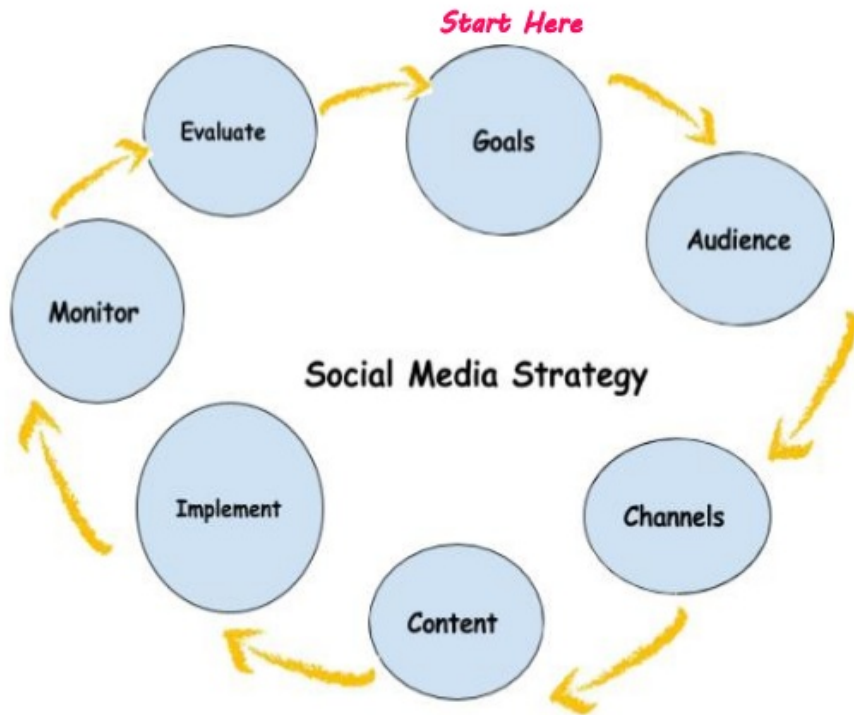 Start Here
Goals
Audience
Channels
Content
Implement
Monitor
Evaluate
Social Media Strategy